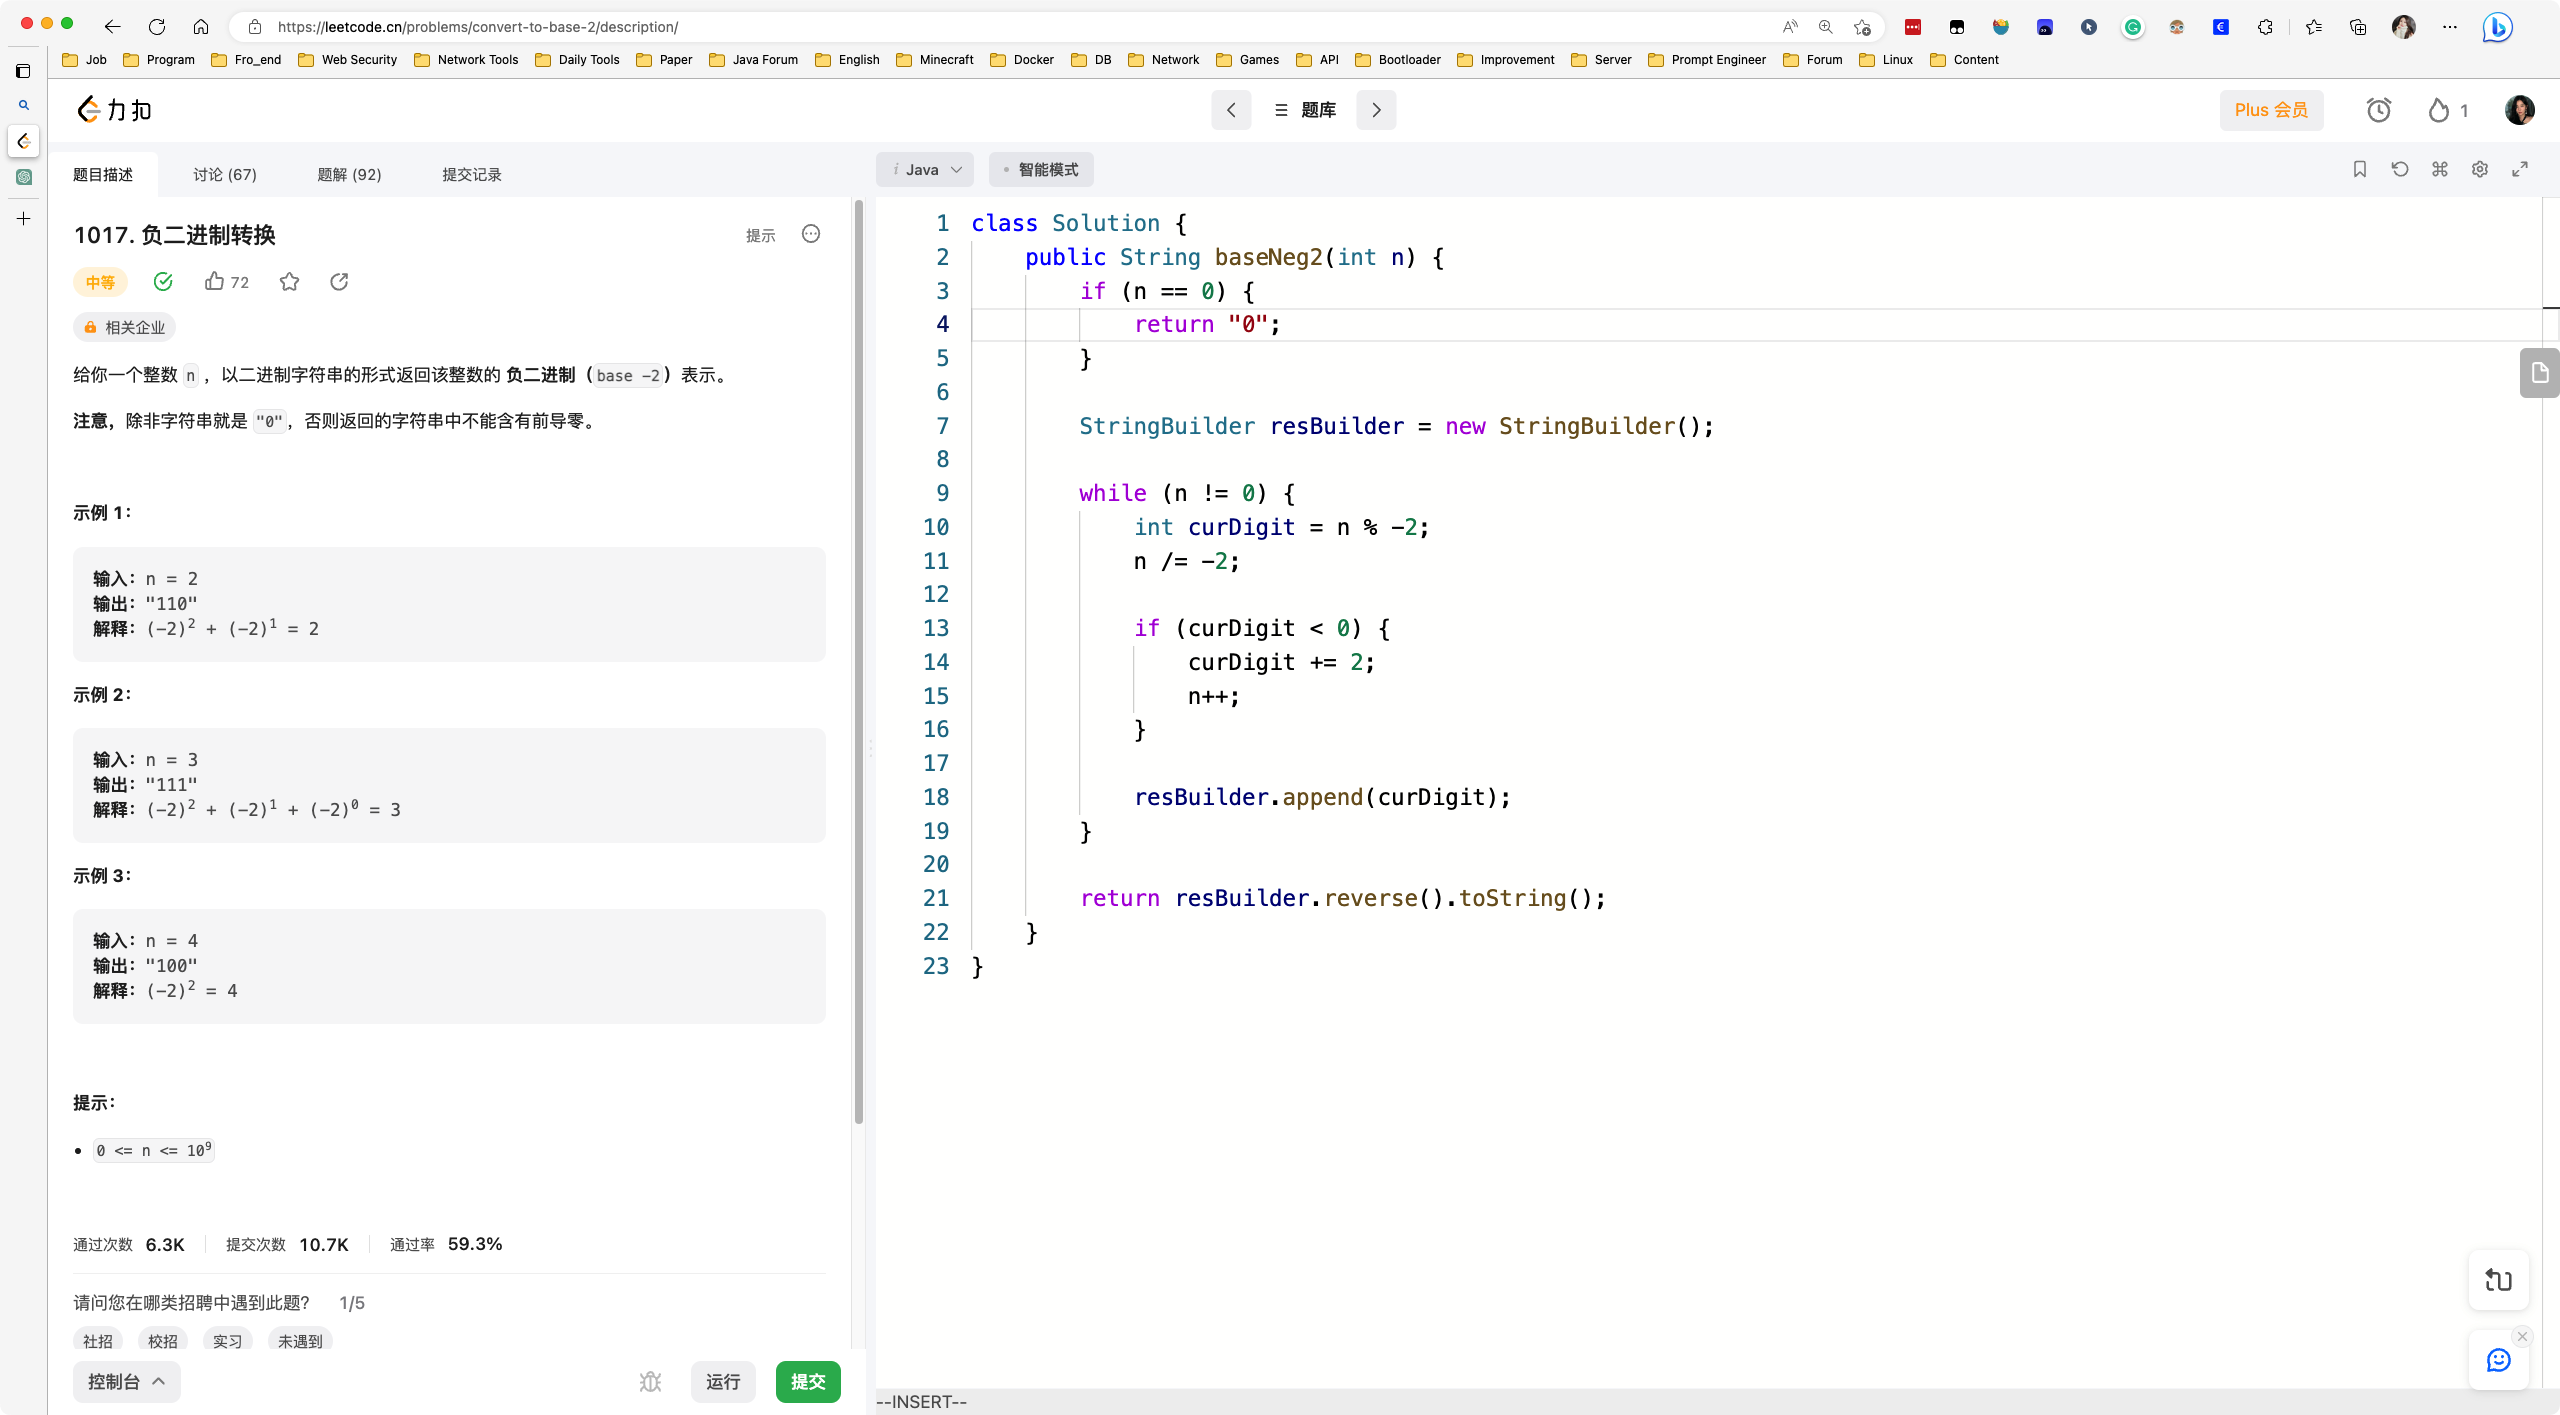 https://leetcode.cn/problems/convert-to-base-2/description/
Job Program Fro_end Web Security Network Tools Daily Tools Paper Java Forum English Minecraft Docker DB Network Games API Bootloader Improvement Server Prompt Engineer Forum Linux Content
力扣
题库
Plus 会员
1
题目描述 讨论 (67) 题解 (92) 提交记录
1017. 负二进制转换
提示
中等 72
相关企业
给你一个整数 n ，以二进制字符串的形式返回该整数的 负二进制（base -2）表示。
注意，除非字符串就是 "0"，否则返回的字符串中不能含有前导零。
示例 1：
输入：n = 2
输出："110"
解释：(-2)² + (-2)¹ = 2
示例 2：
输入：n = 3
输出："111"
解释：(-2)² + (-2)¹ + (-2)⁰ = 3
示例 3：
输入：n = 4
输出："100"
解释：(-2)² = 4
提示：
• 0 <= n <= 10⁹
通过次数 6.3K 提交次数 10.7K 通过率 59.3%
请问您在哪类招聘中遇到此题？ 1/5
社招 校招 实习 未遇到
控制台 运行 提交
i Java • 智能模式
1 class Solution {
2 public String baseNeg2(int n) {
3 if (n == 0) {
4 return "0";
5 }
6
7 StringBuilder resBuilder = new StringBuilder();
8
9 while (n != 0) {
10 int curDigit = n % -2;
11 n /= -2;
12
13 if (curDigit < 0) {
14 curDigit += 2;
15 n++;
16 }
17
18 resBuilder.append(curDigit);
19 }
20
21 return resBuilder.reverse().toString();
22 }
23 }
--INSERT--